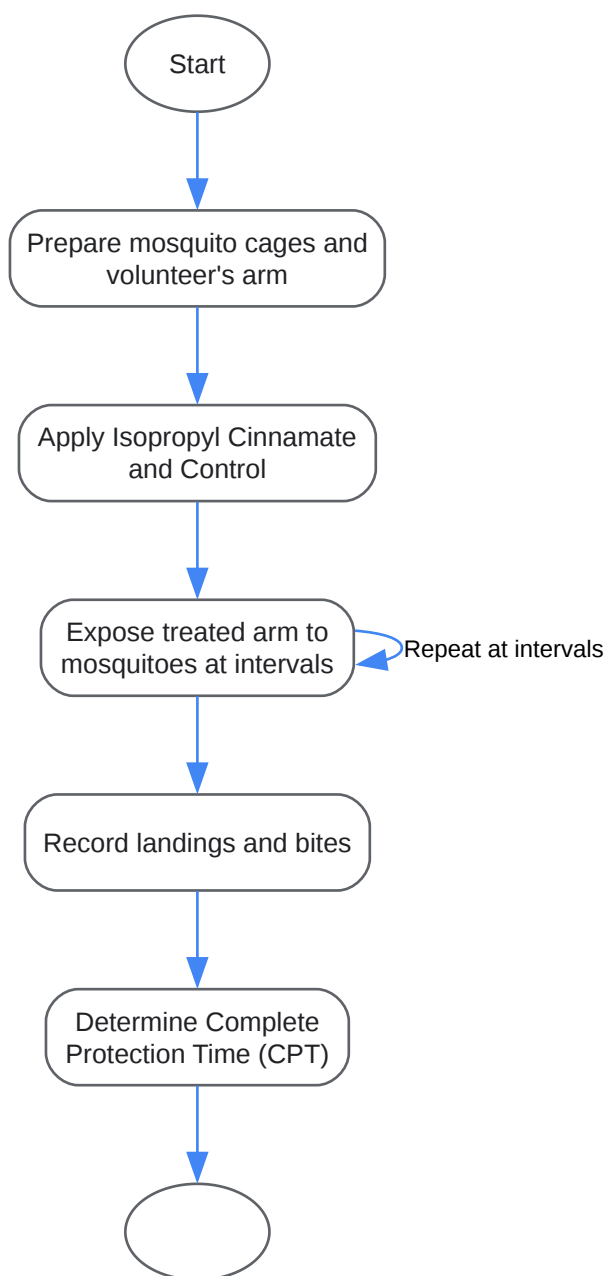 Start
Prepare mosquito cages and
volunteer's arm
Apply Isopropyl Cinnamate
and Control
Expose treated arm to
mosquitoes at intervals
Repeat at intervals
Record landings and bites
Determine Complete
Protection Time (CPT)